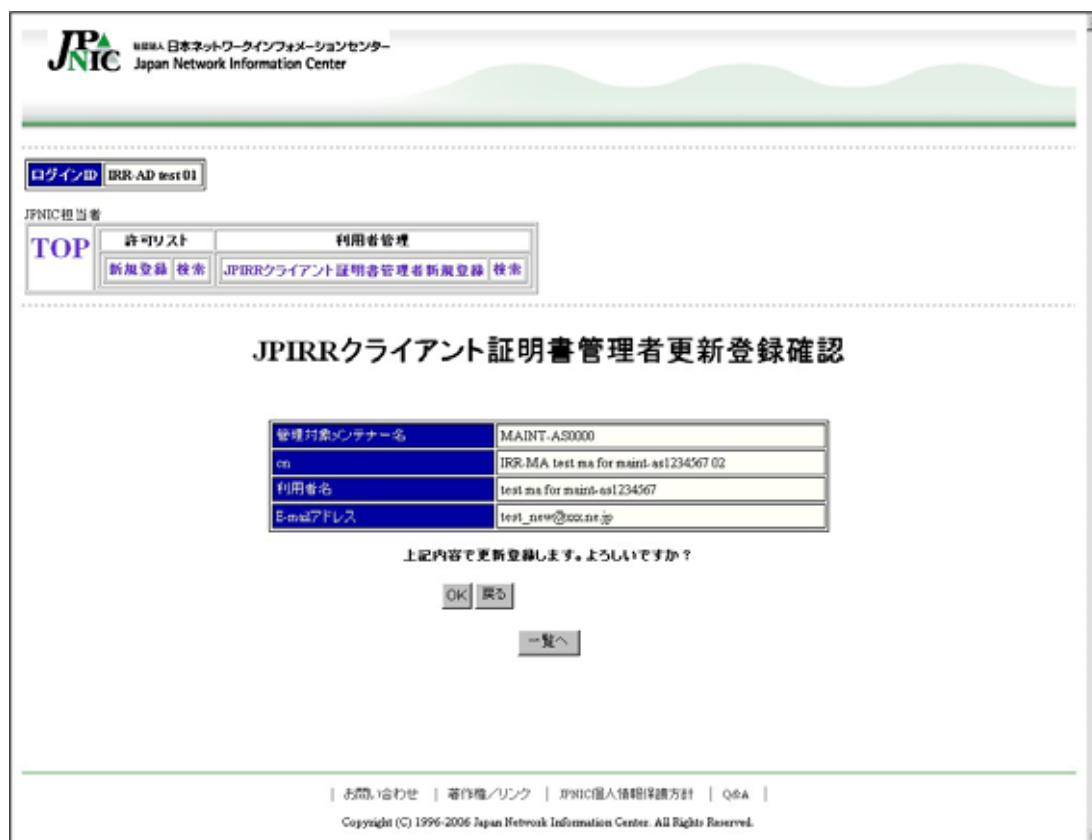 JPNIC
社団法人 日本ネットワークインフォメーションセンター
Japan Network Information Center
ログインID IRR-AD test 01
JPNIC担当者
TOP 許可リスト 利用者管理
新規登録 検索 JPIRRクライアント証明書管理者新規登録 検索
JPIRRクライアント証明書管理者更新登録確認
管理対象メンテナー名 MAINT-AS0000
cn IRR-MA test ma for maint-as1234567 02
利用者名 test ma for maint-as1234567
E-mailアドレス test_new@xxx.ne.jp
上記内容で更新登録します。よろしいですか？
OK 戻る
一覧へ
| お問い合わせ | 著作権/リンク | JPNIC個人情報保護方針 | Q&A |
Copyright (C) 1996-2006 Japan Network Information Center. All Rights Reserved.